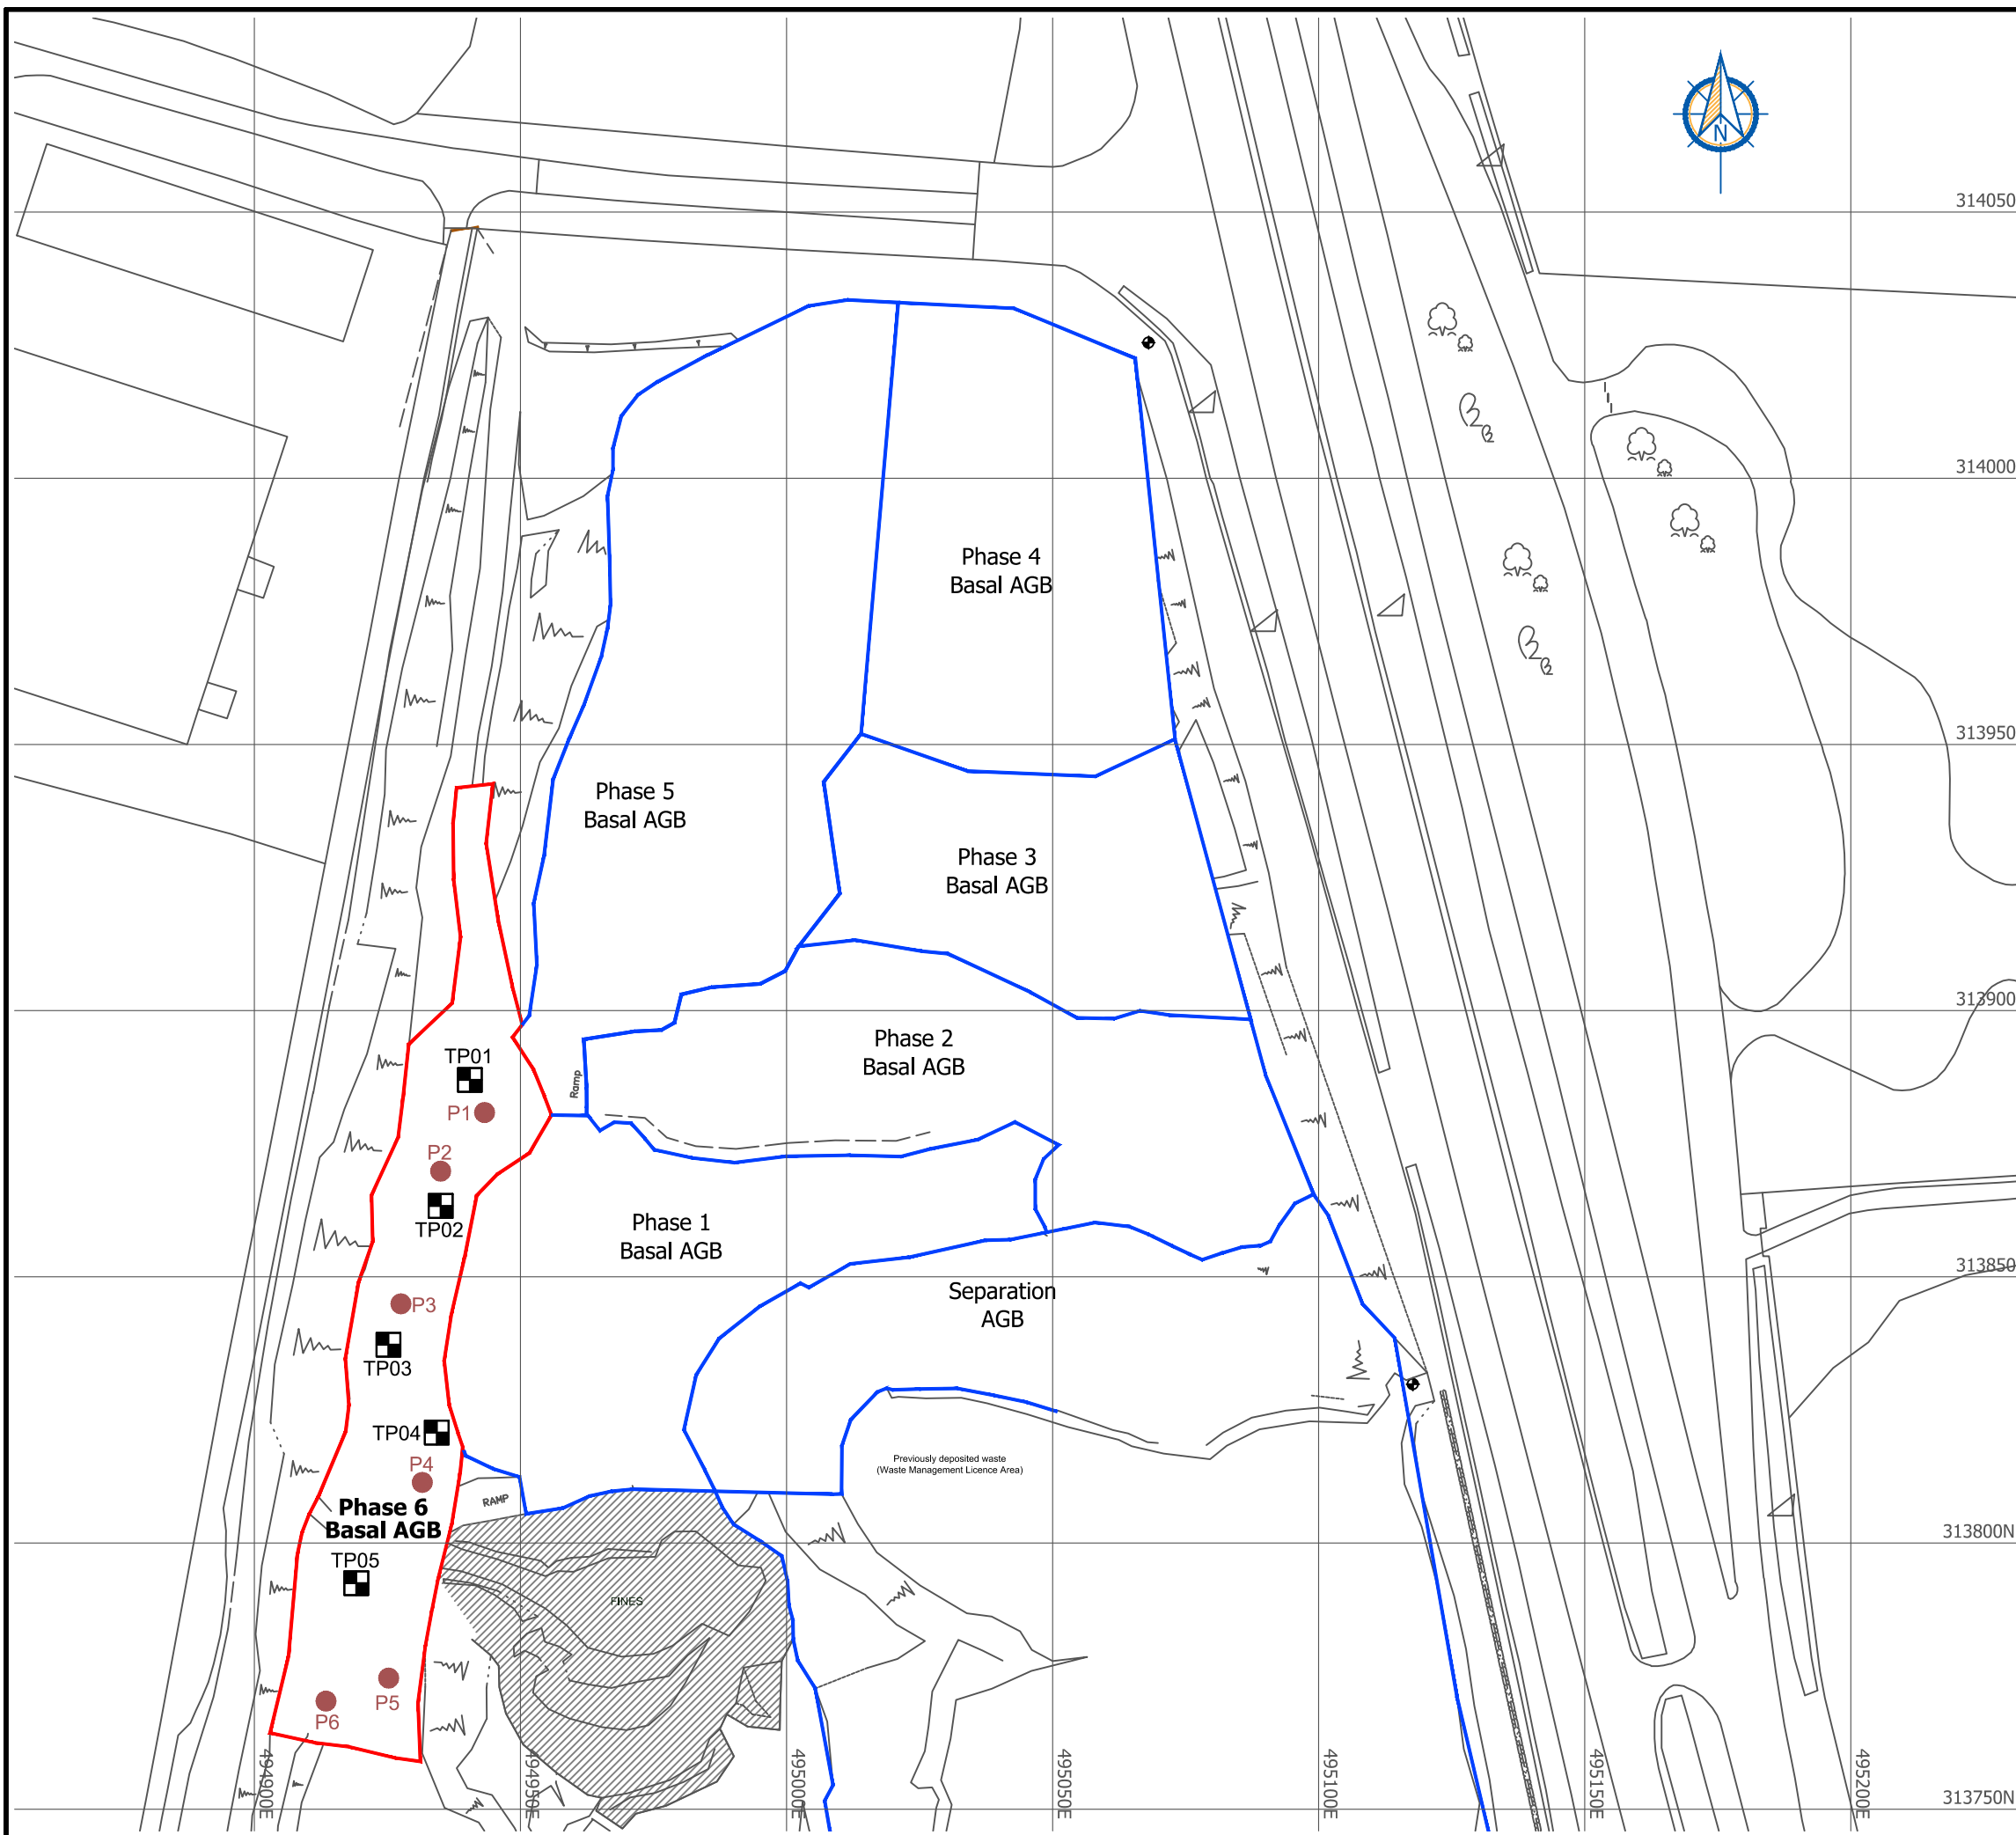 N
314050
314000
Phase 4
Basal AGB
313950
Phase 5
Basal AGB
Phase 3
Basal AGB
313900
Phase 2
Basal AGB
TP01
Ramp
P1
P2
TP02
Phase 1
Basal AGB
313850
Separation
AGB
P3
TP03
TP04
P4
Previously deposited waste
(Waste Management Licence Area)
RAMP
Phase 6
Basal AGB
313800N
TP05
FINES
P5
P6
494900E
494950E
495000E
495050E
495100E
495150E
495200E
313750N